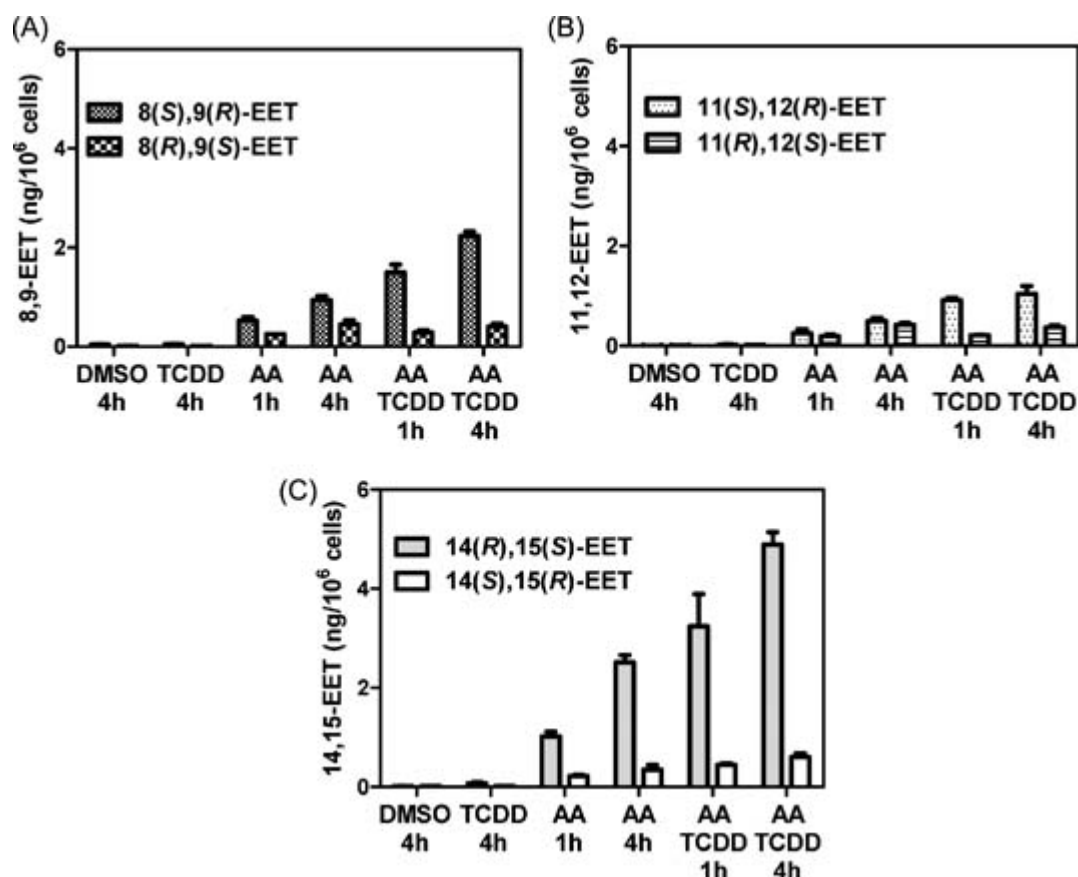 (A)
8,9-EET (ng/10⁶ cells)
6
4
2
0
8(S),9(R)-EET
8(R),9(S)-EET
DMSO TCDD AA AA AA AA
4h 4h 1h 4h TCDD TCDD
1h 4h
(B)
11,12-EET (ng/10⁶ cells)
6
4
2
0
11(S),12(R)-EET
11(R),12(S)-EET
DMSO TCDD AA AA AA AA
4h 4h 1h 4h TCDD TCDD
1h 4h
(C)
14,15-EET (ng/10⁶ cells)
6
4
2
0
14(R),15(S)-EET
14(S),15(R)-EET
DMSO TCDD AA AA AA AA
4h 4h 1h 4h TCDD TCDD
1h 4h